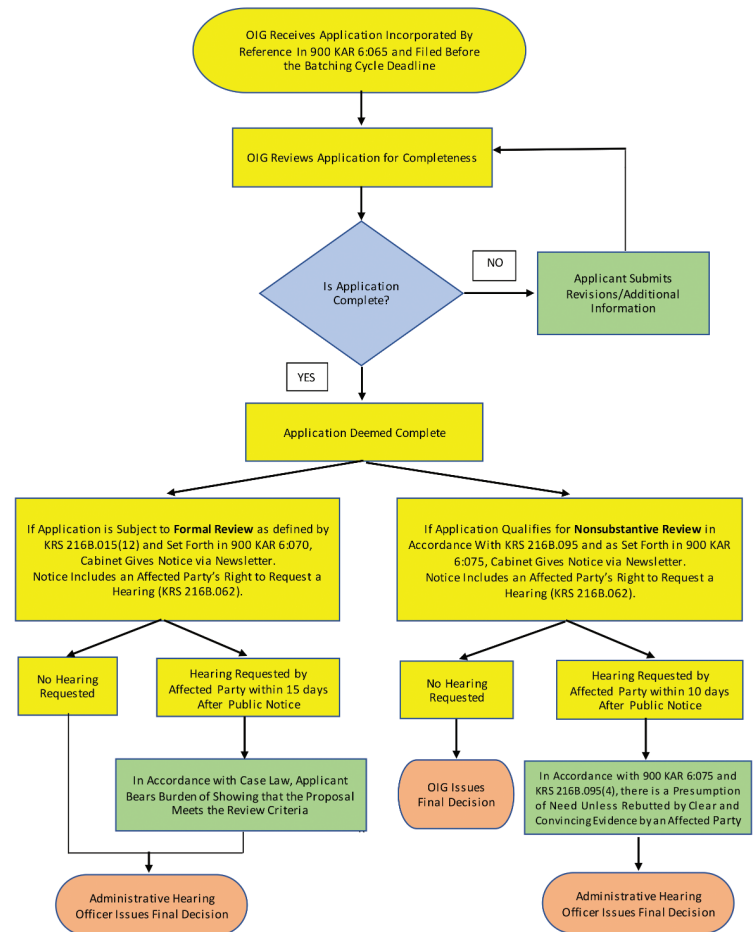 OIG Receives Application Incorporated By
Reference In 900 KAR 6:065 and Filed Before
the Batching Cycle Deadline
OIG Reviews Application for Completeness
Is Application
Complete?
NO
Applicant Submits
Revisions/Additional
Information
YES
Application Deemed Complete
If Application is Subject to Formal Review as defined by
KRS 216B.015(12) and Set Forth in 900 KAR 6:070,
Cabinet Gives Notice via Newsletter.
Notice Includes an Affected Party's Right to Request a
Hearing (KRS 216B.062).
If Application Qualifies for Nonsubstantive Review in
Accordance With KRS 216B.095 and as Set Forth in 900 KAR
6:075, Cabinet Gives Notice via Newsletter.
Notice Includes an Affected Party's Right to Request a
Hearing (KRS 216B.062).
No Hearing
Requested
Hearing Requested by
Affected Party within 15 days
After Public Notice
No Hearing
Requested
Hearing Requested by
Affected Party within 10 days
After Public Notice
In Accordance with Case Law, Applicant
Bears Burden of Showing that the Proposal
Meets the Review Criteria
OIG Issues
Final Decision
In Accordance with 900 KAR 6:075 and
KRS 216B.095(4), there is a Presumption
of Need Unless Rebutted by Clear and
Convincing Evidence by an Affected Party
Administrative Hearing
Officer Issues Final Decision
Administrative Hearing
Officer Issues Final Decision